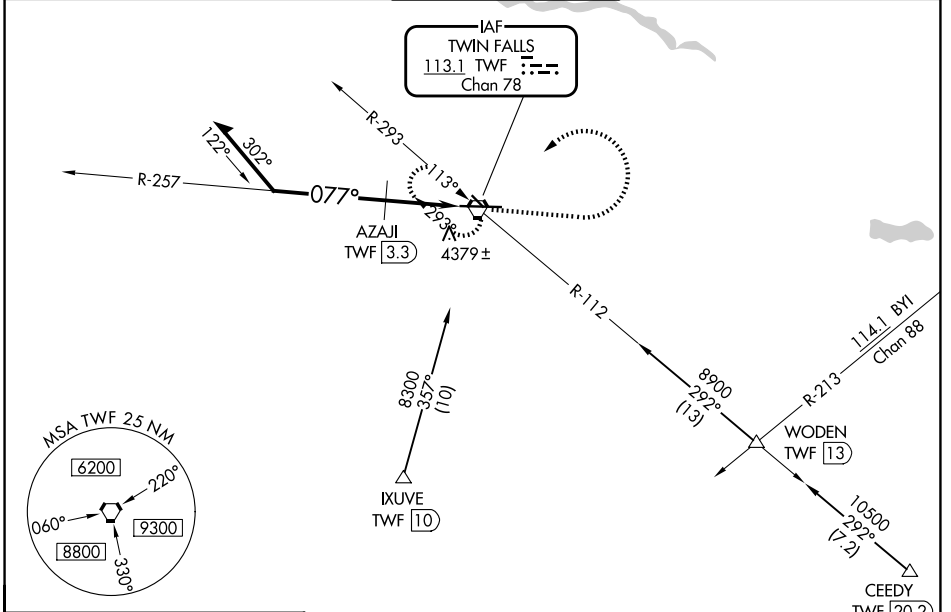 IAF
TWIN FALLS
113.1 TWF
Chan 78
R-293
122°
302°
R-257
077°
113°
293°
AZAJI
TWF 3.3
4379 ±
R-112
114.1 BYI
Chan 88
R-213
8300
357°
(10)
8900
292°
(13)
WODEN
TWF 13
IXUVE
TWF 10
10500
292°
(7.2)
CEEDY
TWF 20.2
MSA TWF 25 NM
6200
220°
060°
9300
8800
330°